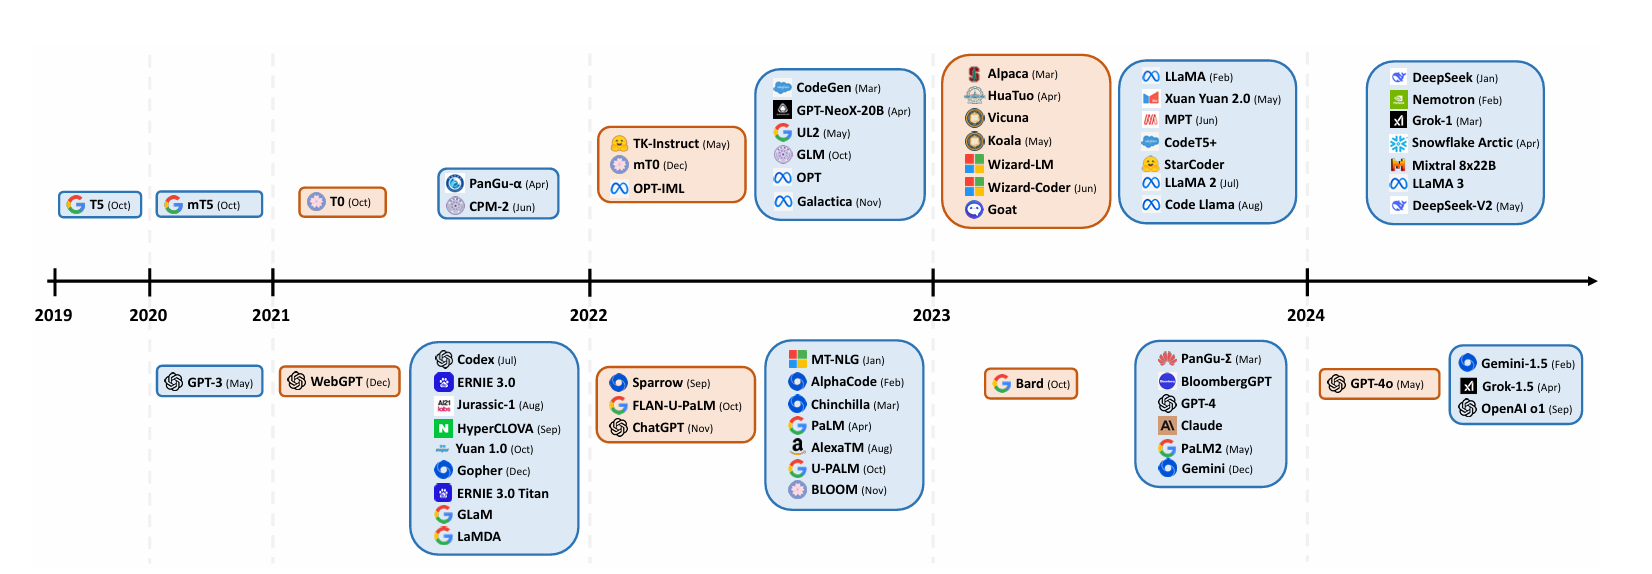 T5 (Oct)
mT5 (Oct)
T0 (Oct)
PanGu-α (Apr)
CPM-2 (Jun)
TK-Instruct (May)
mT0 (Dec)
OPT-IML
CodeGen (Mar)
GPT-NeoX-20B (Apr)
UL2 (May)
GLM (Oct)
OPT
Galactica (Nov)
Alpaca (Mar)
HuaTuo (Apr)
Vicuna
Koala (May)
Wizard-LM
Wizard-Coder (Jun)
Goat
LLaMA (Feb)
Xuan Yuan 2.0 (May)
MPT (Jun)
CodeT5+
StarCoder
LLaMA 2 (Jul)
Code Llama (Aug)
DeepSeek (Jan)
Nemotron (Feb)
Grok-1 (Mar)
Snowflake Arctic (Apr)
Mixtral 8x22B
LLaMA 3
DeepSeek-V2 (May)
2019 2020 2021 2022 2023 2024
GPT-3 (May)
WebGPT (Dec)
Codex (Jul)
ERNIE 3.0
AI21 labs Jurassic-1 (Aug)
HyperCLOVA (Sep)
Yuan 1.0 (Oct)
Gopher (Dec)
ERNIE 3.0 Titan
GLaM
LaMDA
Sparrow (Sep)
FLAN-U-PaLM (Oct)
ChatGPT (Nov)
MT-NLG (Jan)
AlphaCode (Feb)
Chinchilla (Mar)
PaLM (Apr)
AlexaTM (Aug)
U-PALM (Oct)
BLOOM (Nov)
Bard (Oct)
PanGu-Σ (Mar)
BloombergGPT
GPT-4
Claude
PaLM2 (May)
Gemini (Dec)
GPT-4o (May)
Gemini-1.5 (Feb)
Grok-1.5 (Apr)
OpenAI o1 (Sep)